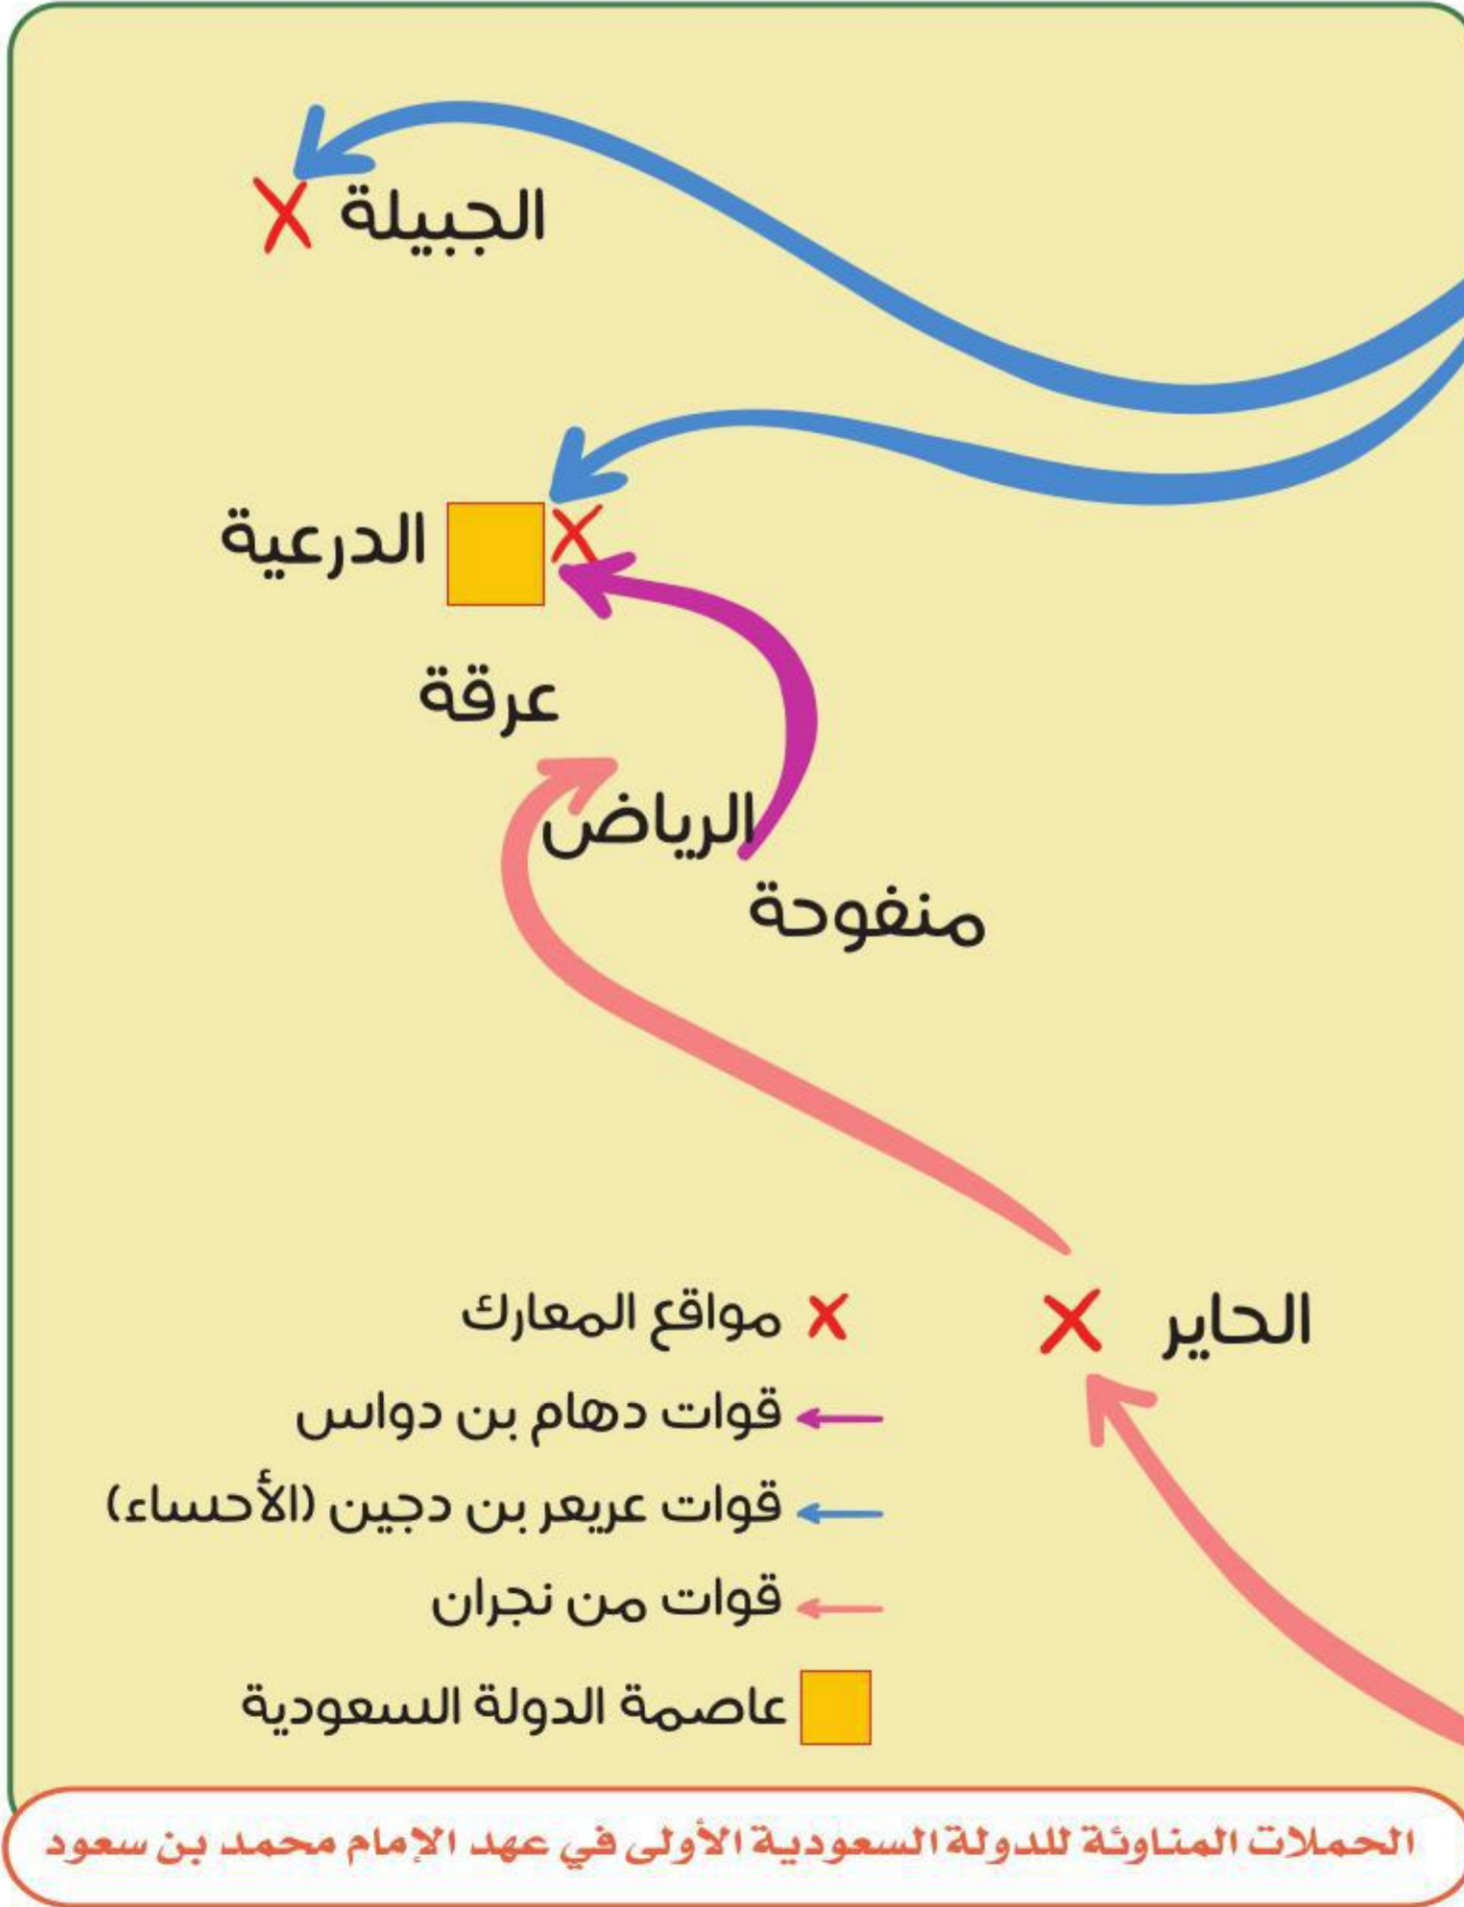 الجبيلة
الدرعية
عرقة
الرياض
منفوحة
الحاير
مواقع المعارك
قوات دهام بن دواس
قوات عريعر بن دجين (الأحساء)
قوات من نجران
عاصمة الدولة السعودية
الحملات المناوئة للدولة السعودية الأولى في عهد الإمام محمد بن سعود